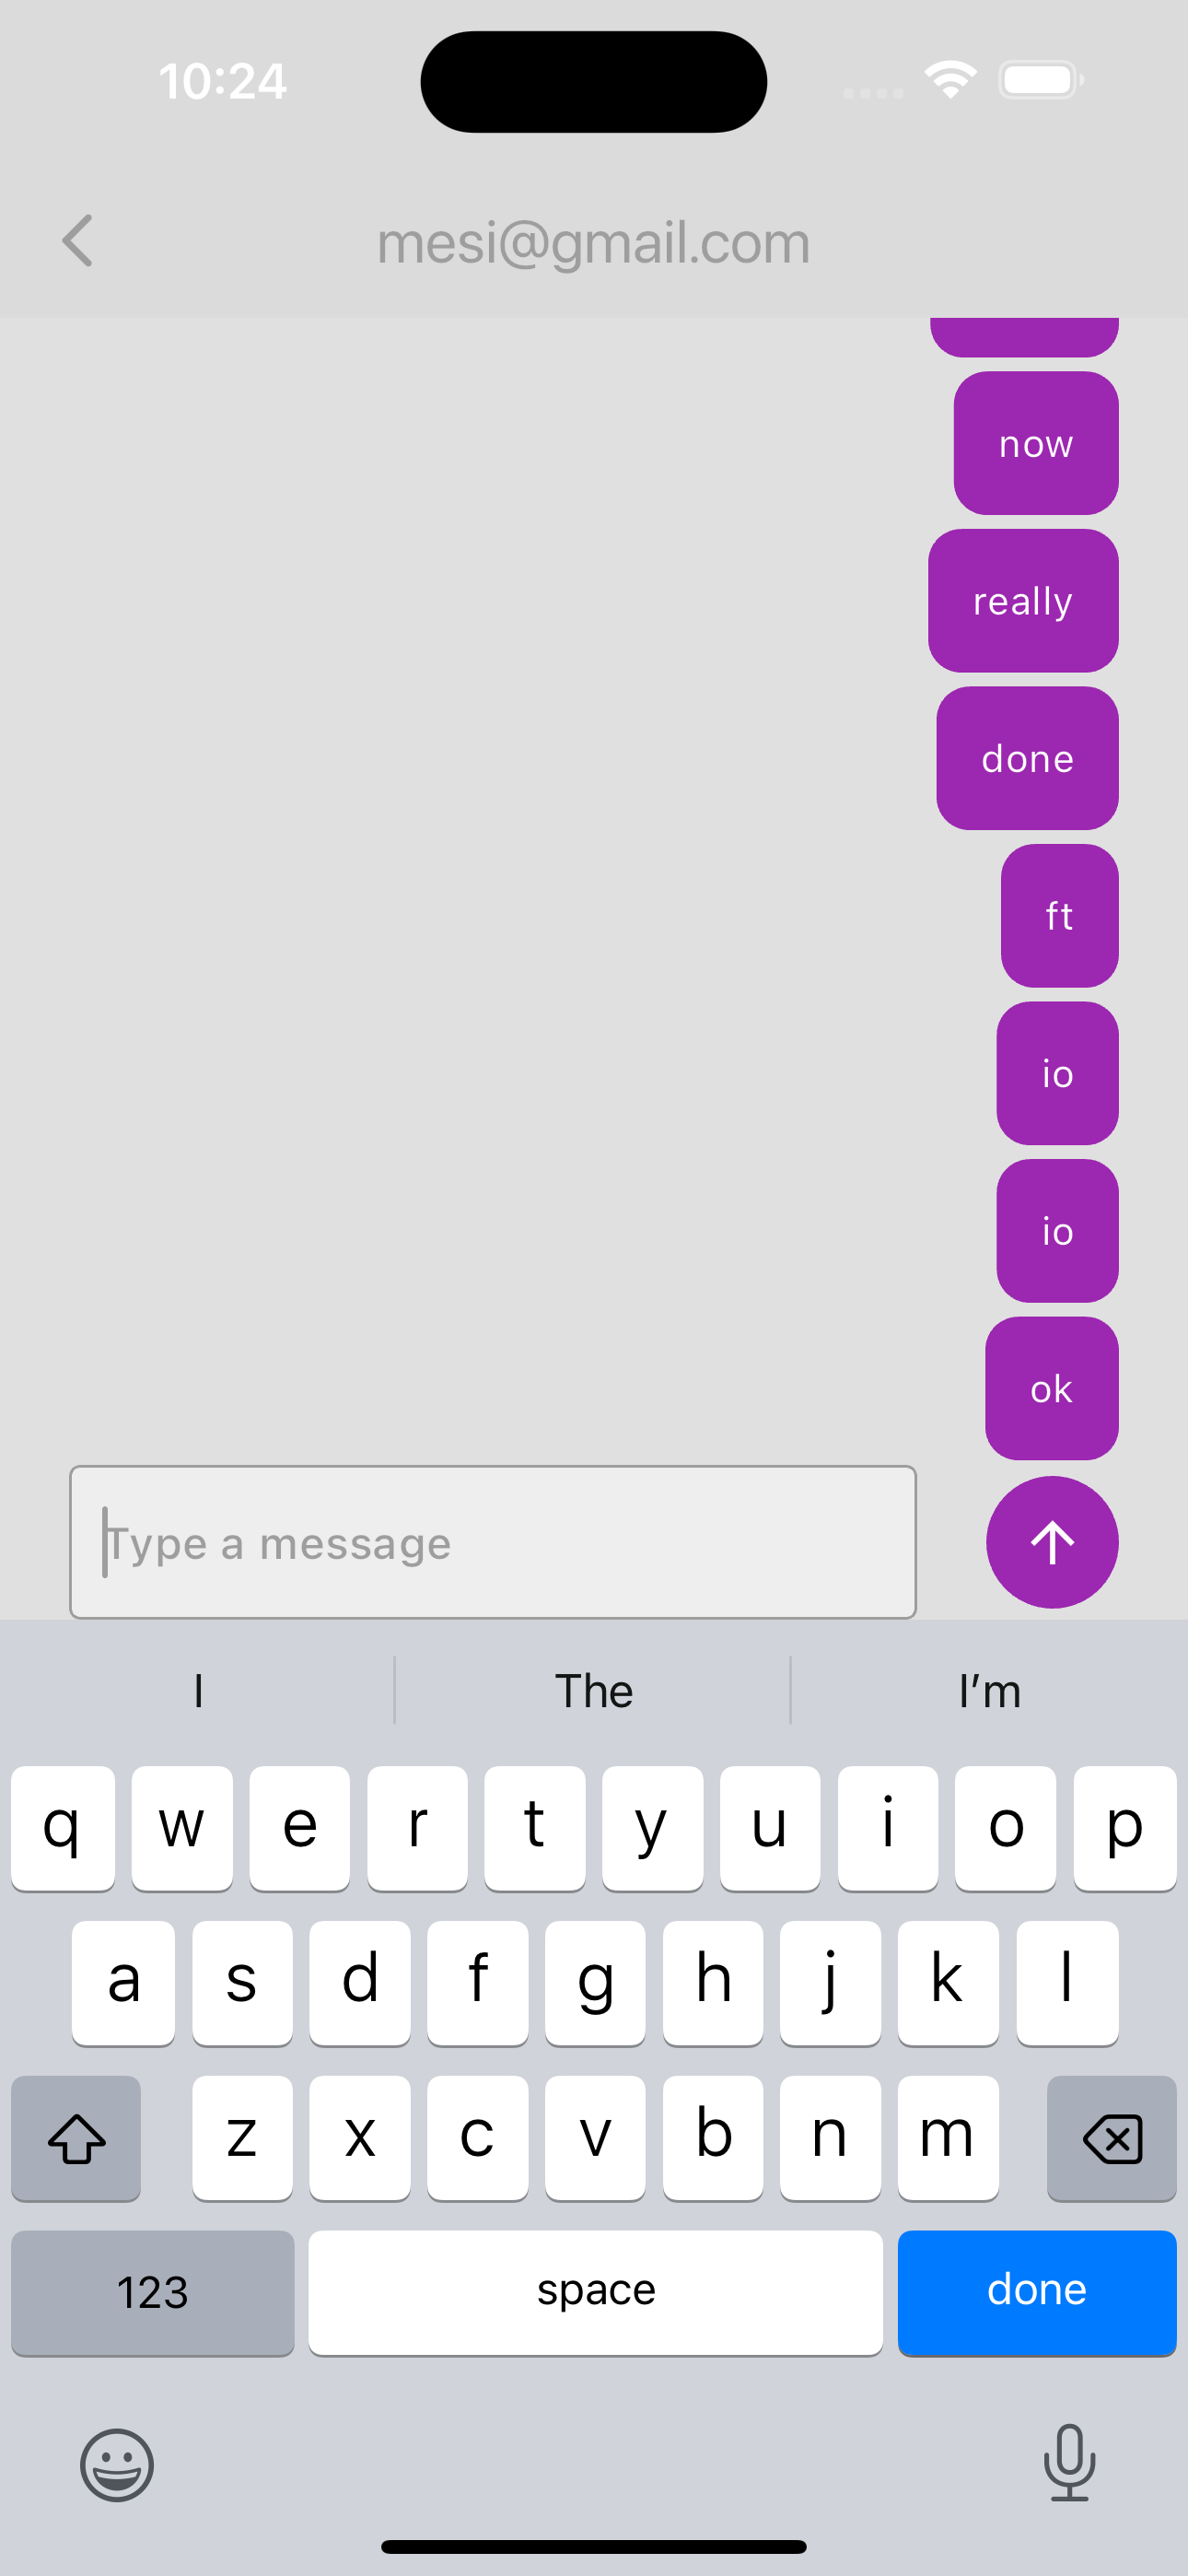 10:24
mesi@gmail.com
now
really
done
ft
io
io
ok
Type a message
I The I’m
q w e r t y u i o p
a s d f g h j k l
z x c v b n m
123 space done